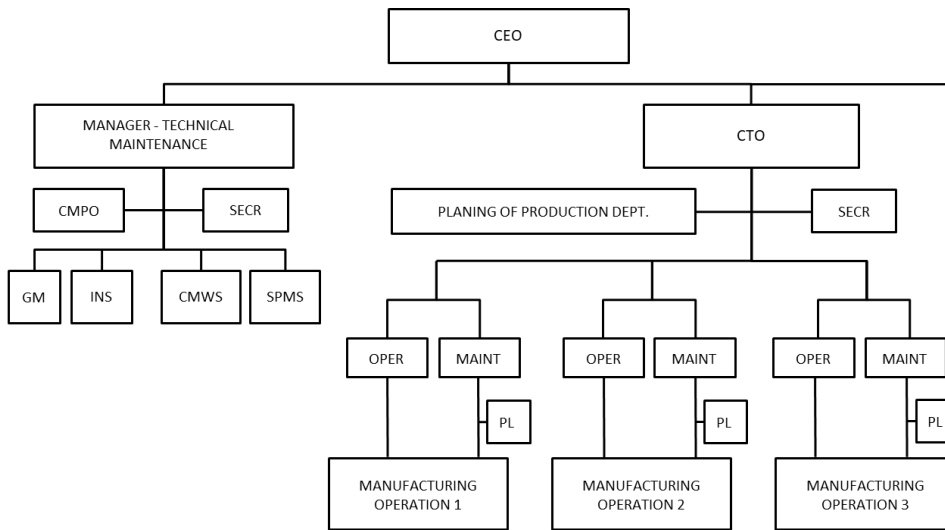 CEO
MANAGER - TECHNICAL
MAINTENANCE
CTO
CMPO
SECR
PLANING OF PRODUCTION DEPT.
SECR
GM
INS
CMWS
SPMS
OPER
MAINT
OPER
MAINT
OPER
MAINT
PL
PL
PL
MANUFACTURING
OPERATION 1
MANUFACTURING
OPERATION 2
MANUFACTURING
OPERATION 3